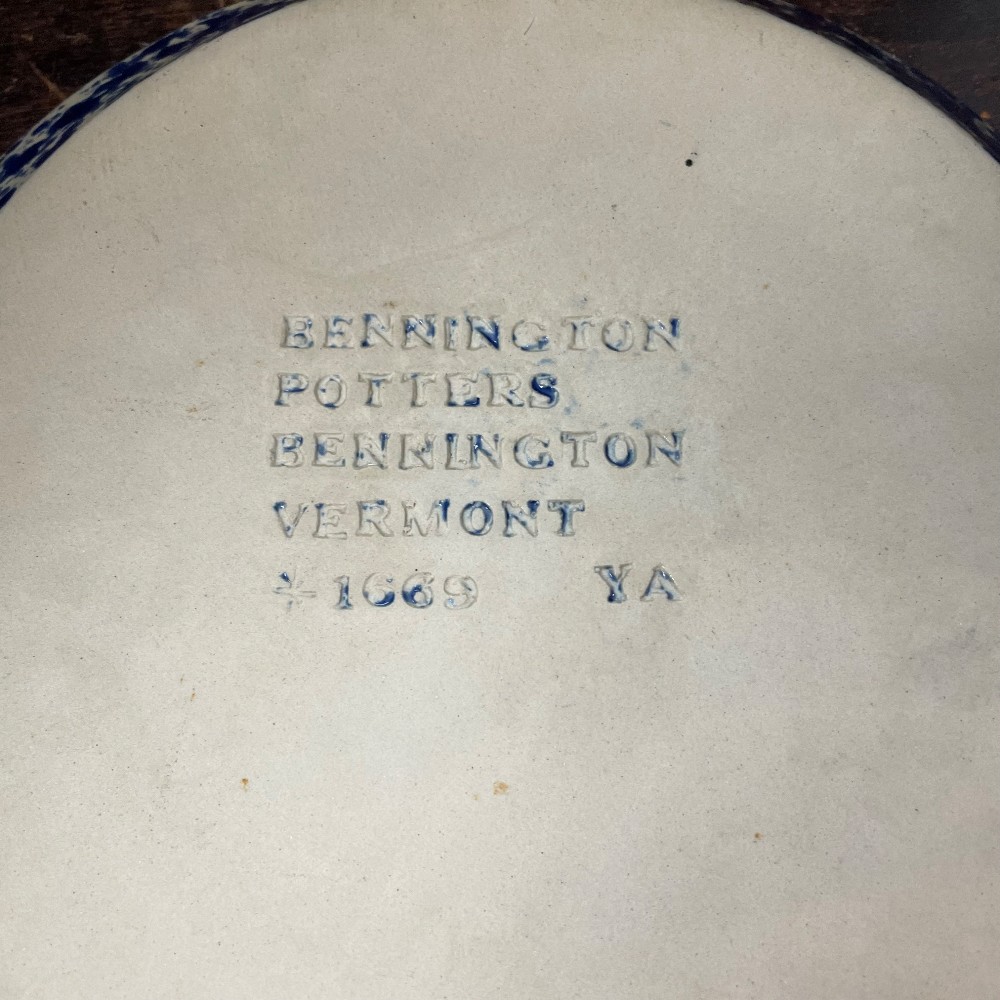 BENNINGTON
POTTERS
BENNINGTON
VERMONT
+1669 YA